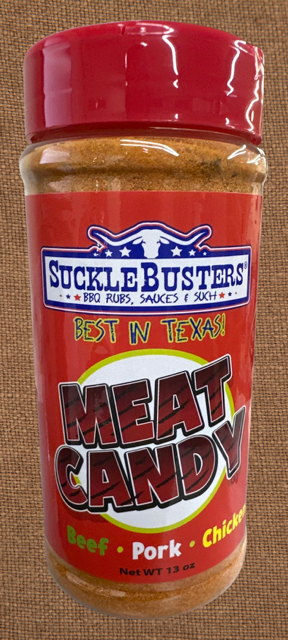 SUCKLEBUSTERS®
BBQ RUBS, SAUCES & SUCH
BEST IN TEXAS!
MEAT
CANDY
Beef • Pork • Chicke
Net WT 13 oz